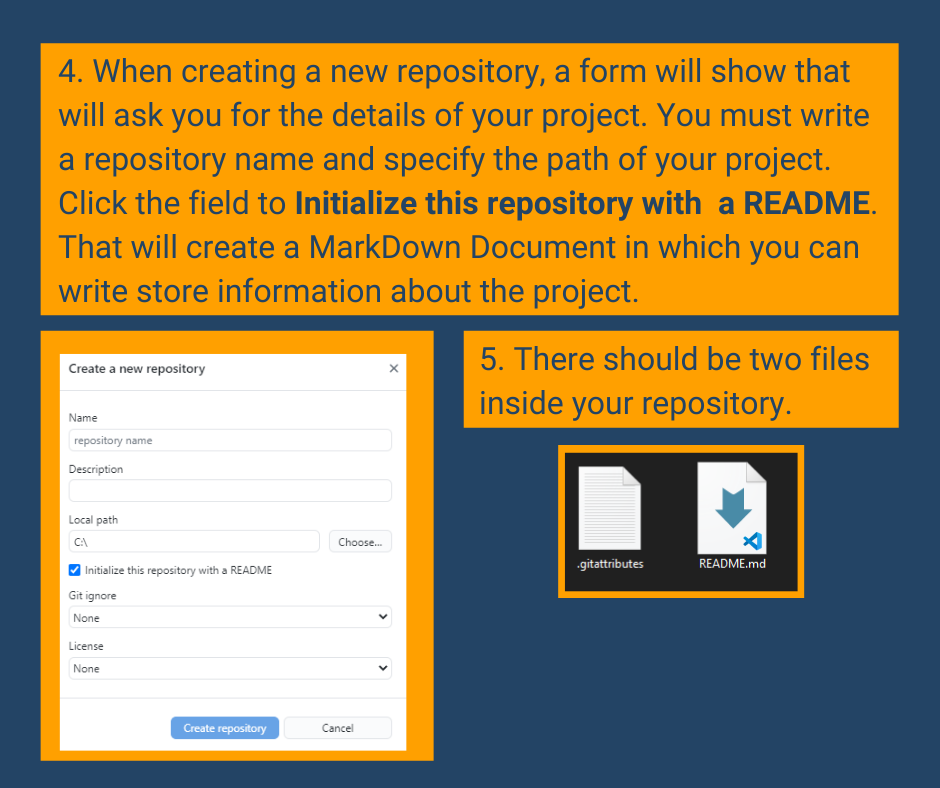 4. When creating a new repository, a form will show that
will ask you for the details of your project. You must write
a repository name and specify the path of your project.
Click the field to Initialize this repository with  a README.
That will create a MarkDown Document in which you can
write store information about the project.
Create a new repository
Name
repository name
Description
Local path
C:\
Choose...
Initialize this repository with a README
Git ignore
None
License
None
Create repository
Cancel
5. There should be two files
inside your repository.
.gitattributes
README.md